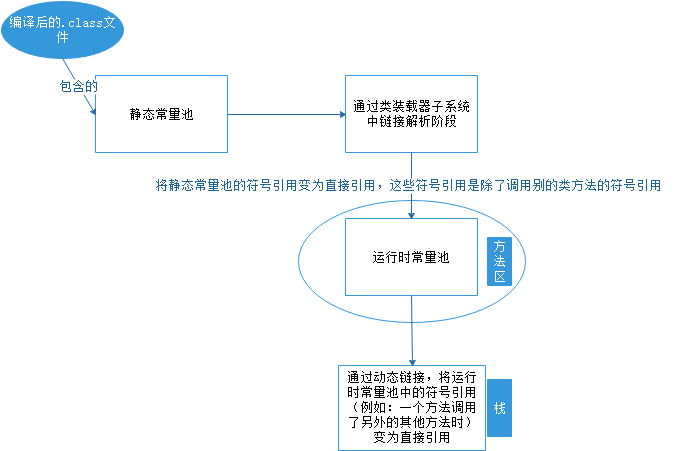 编译后的.class文
件
包含的
静态常量池
通过类装载器子系统
中链接解析阶段
将静态常量池的符号引用变为直接引用，这些符号引用是除了调用别的类方法的符号引用
运行时常量池
方
法
区
通过动态链接，将运行
时常量池中的符号引用
（例如：一个方法调用
了另外的其他方法时）
变为直接引用
栈